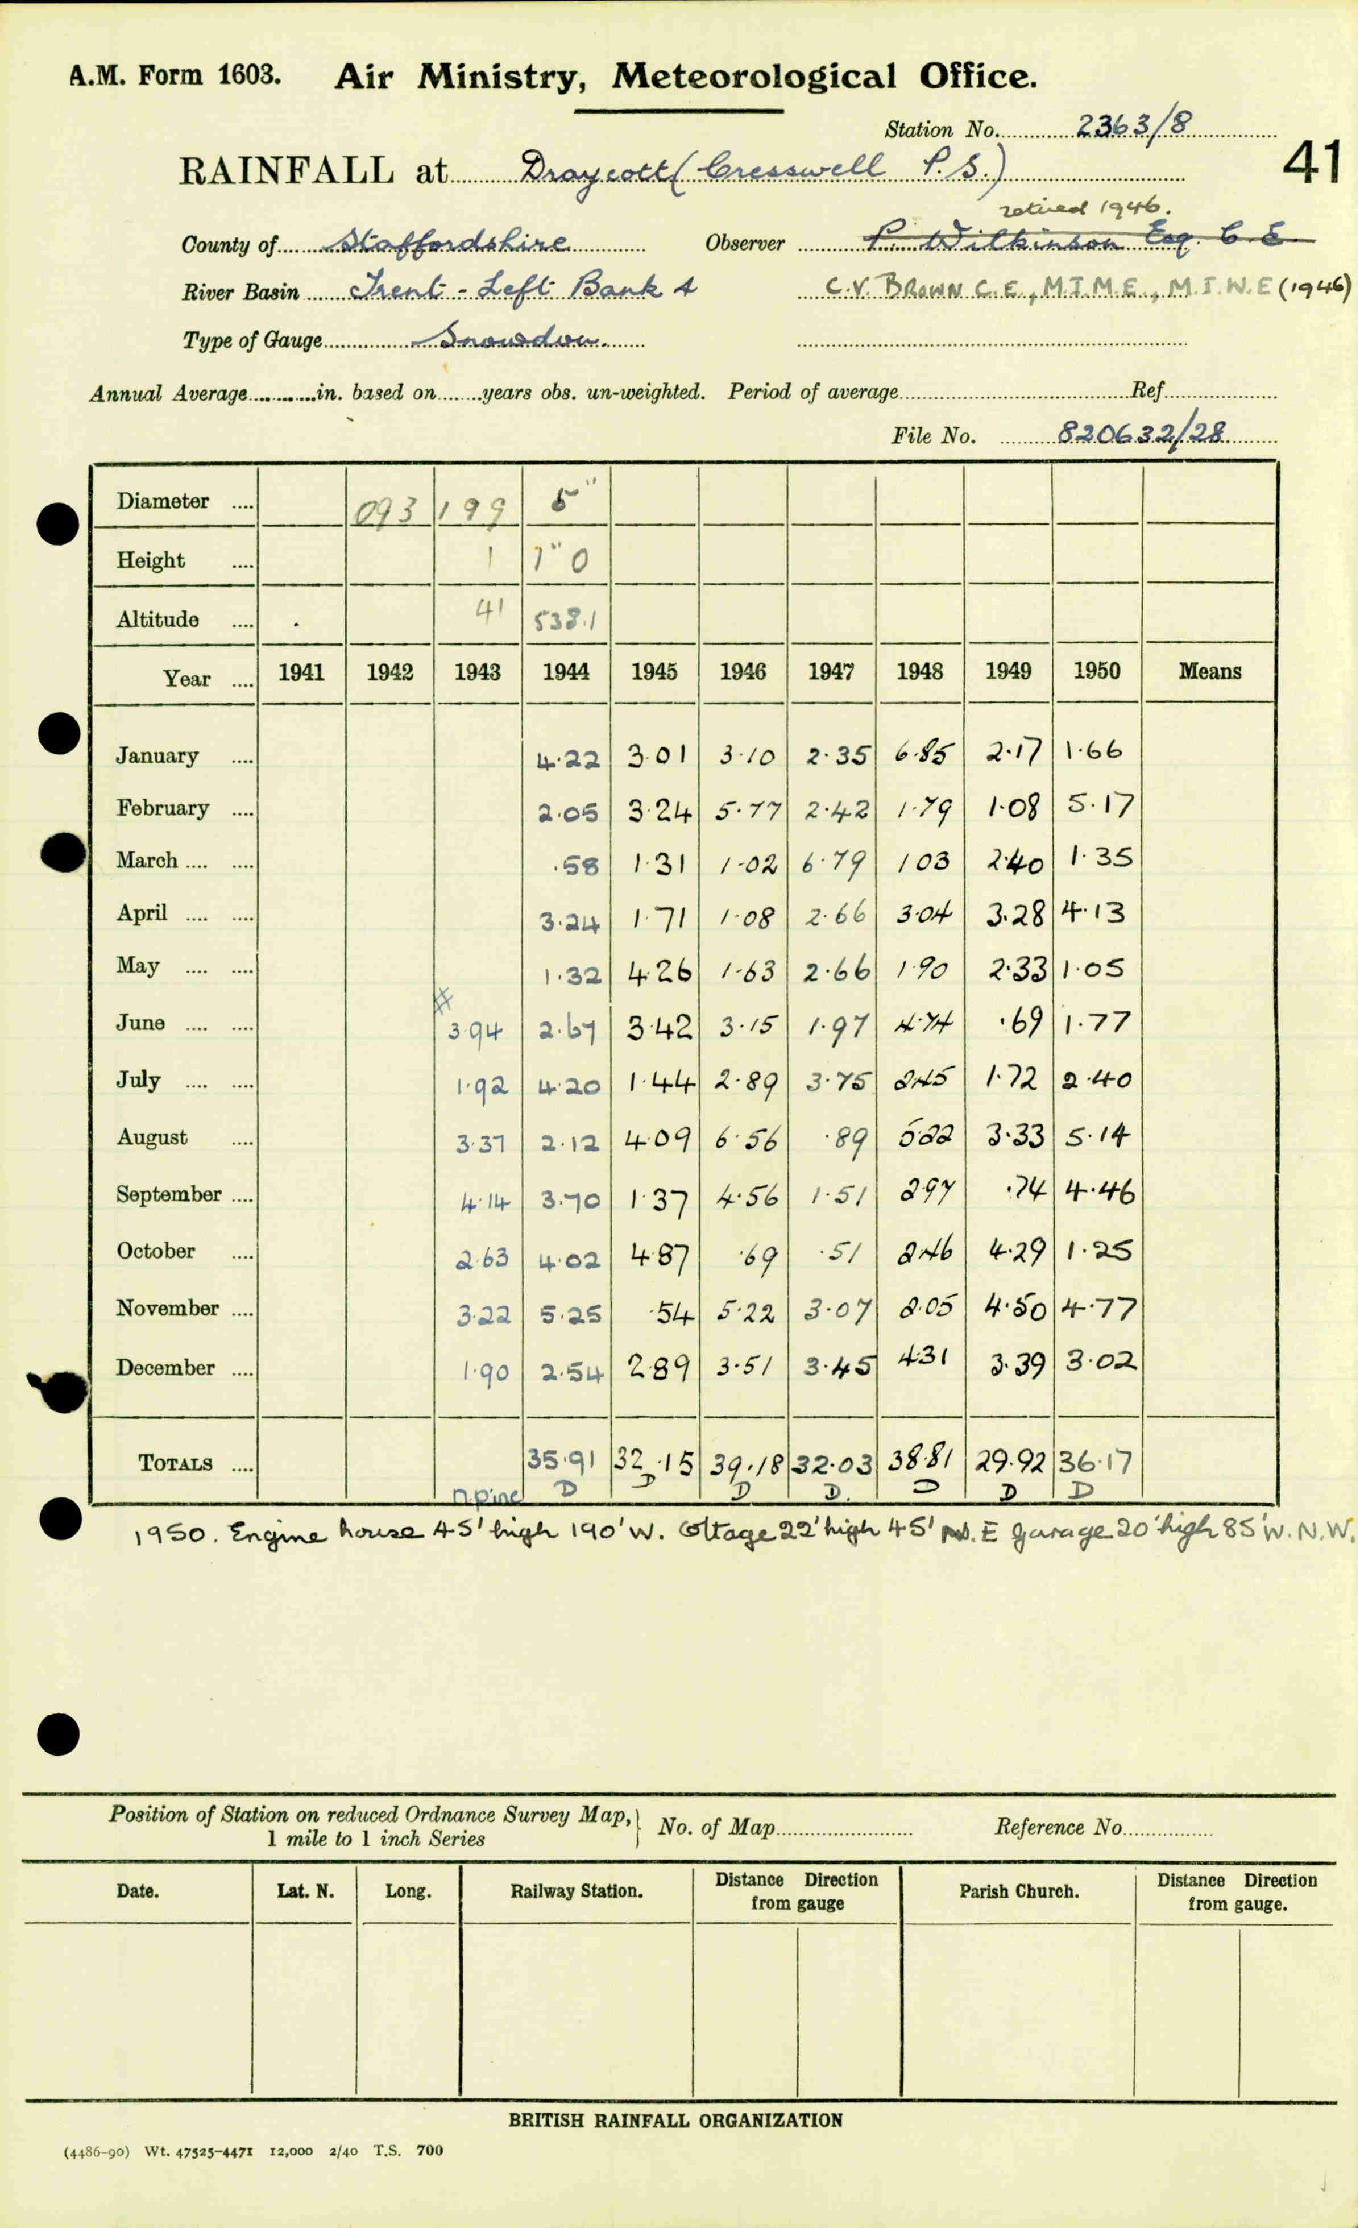 A.M. Form 1603. Air Ministry, Meteorological Office.
Station No. 2363/8
41
RAINFALL at Draycott (Cresswell P.S.)
retired 1946.
County of Staffordshire Observer P. Wilkinson Esq. C.E
River Basin Trent - Left Bank 4 C.V. BROWN C.E., M.I.M.E., M.I.W.E (1946)
Type of Gauge Snowdon.
Annual Average in. based on years obs. un-weighted. Period of average Ref.
File No. 820632/28
Diameter 093 199 5"
Height 1 1" 0
Altitude 41 538.1
Year 1941 1942 1943 1944 1945 1946 1947 1948 1949 1950 Means
January 4.22 3.01 3.10 2.35 6.85 2.17 1.66
February 2.05 3.24 5.77 2.42 1.79 1.08 5.17
March .58 1.31 1.02 6.79 1.03 2.40 1.35
April 3.24 1.71 1.08 2.66 3.04 3.28 4.13
May 1.32 4.26 1.63 2.66 1.90 2.33 1.05
#
June 3.94 2.67 3.42 3.15 1.97 4.74 .69 1.77
July 1.92 4.20 1.44 2.89 3.75 2.45 1.72 2.40
August 3.37 2.12 4.09 6.56 .89 5.22 3.33 5.14
September 4.14 3.70 1.37 4.56 1.51 2.97 .74 4.46
October 2.63 4.02 4.87 .69 .51 2.46 4.29 1.25
November 3.22 5.25 .54 5.22 3.07 2.05 4.50 4.77
December 1.90 2.54 2.89 3.51 3.45 4.31 3.39 3.02
TOTALS 35.91 32.15 39.18 32.03 38.81 29.92 36.17
D D D D. D D D
1950. Engine house 45' high 190' W. Cottage 22' high 45' N.E garage 20' high 85' W.N.W.
Position of Station on reduced Ordnance Survey Map, 1 mile to 1 inch Series No. of Map Reference No.
Date. Lat. N. Long. Railway Station. Distance Direction from gauge Parish Church. Distance Direction from gauge.
BRITISH RAINFALL ORGANIZATION
(4486-90) Wt. 47525-4471 12,000 2/40 T.S. 700